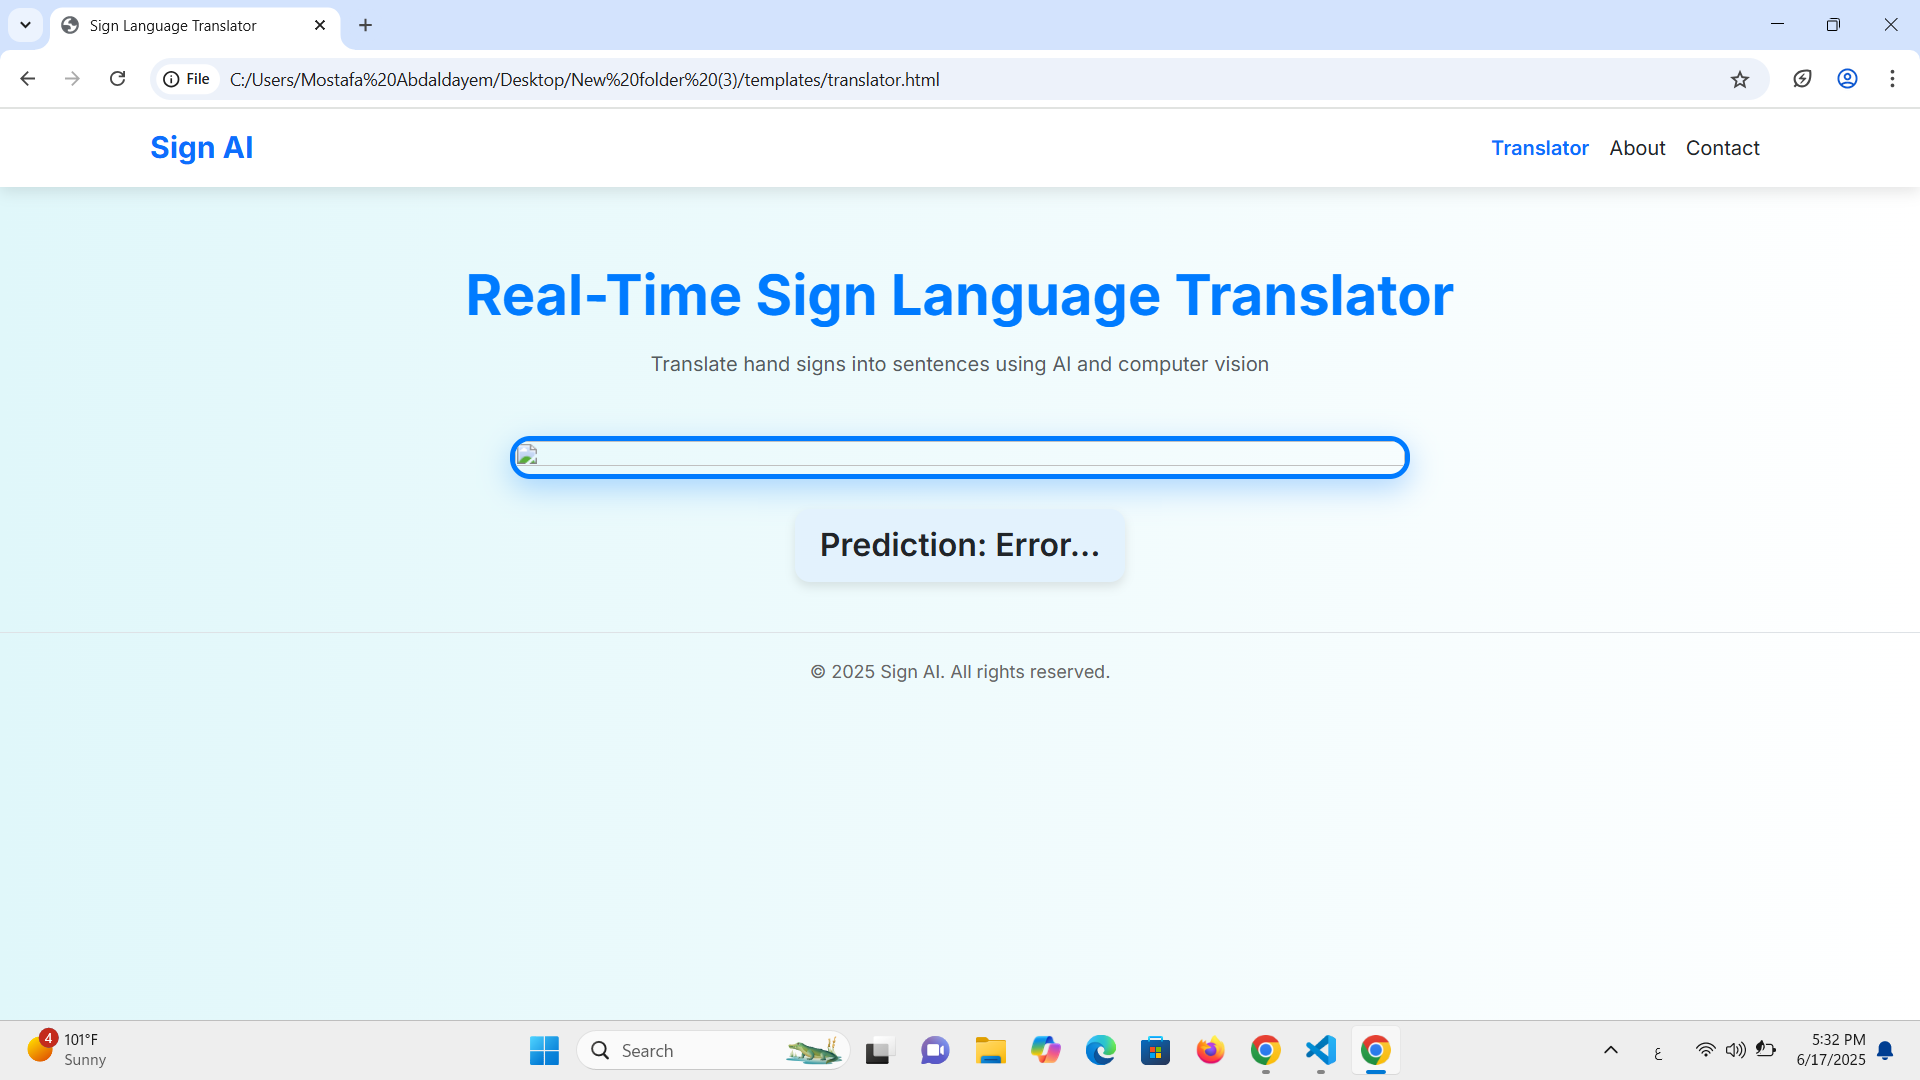 Sign Language Translator
File
C:/Users/Mostafa%20Abdaldayem/Desktop/New%20folder%20(3)/templates/translator.html
Sign AI
Translator
About
Contact
Real-Time Sign Language Translator
Translate hand signs into sentences using AI and computer vision
Prediction: Error...
© 2025 Sign AI. All rights reserved.
4
101°F
Sunny
Search
ع
5:32 PM
6/17/2025